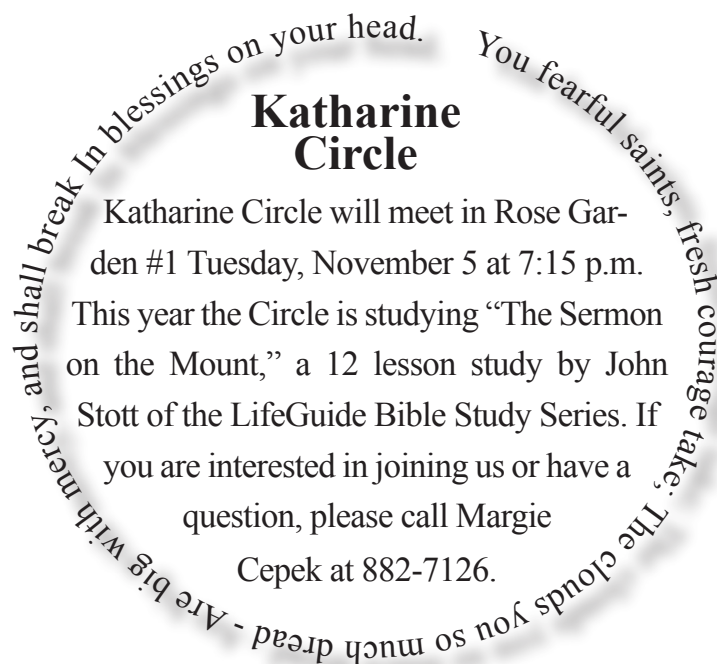 You fearful saints, fresh courage take; The clouds you so much dread - Are big with mercy, and shall break In blessings on your head.
Katharine
Circle
Katharine Circle will meet in Rose Gar-
den #1 Tuesday, November 5 at 7:15 p.m.
This year the Circle is studying “The Sermon
on the Mount,” a 12 lesson study by John
Stott of the LifeGuide Bible Study Series. If
you are interested in joining us or have a
question, please call Margie
Cepek at 882-7126.